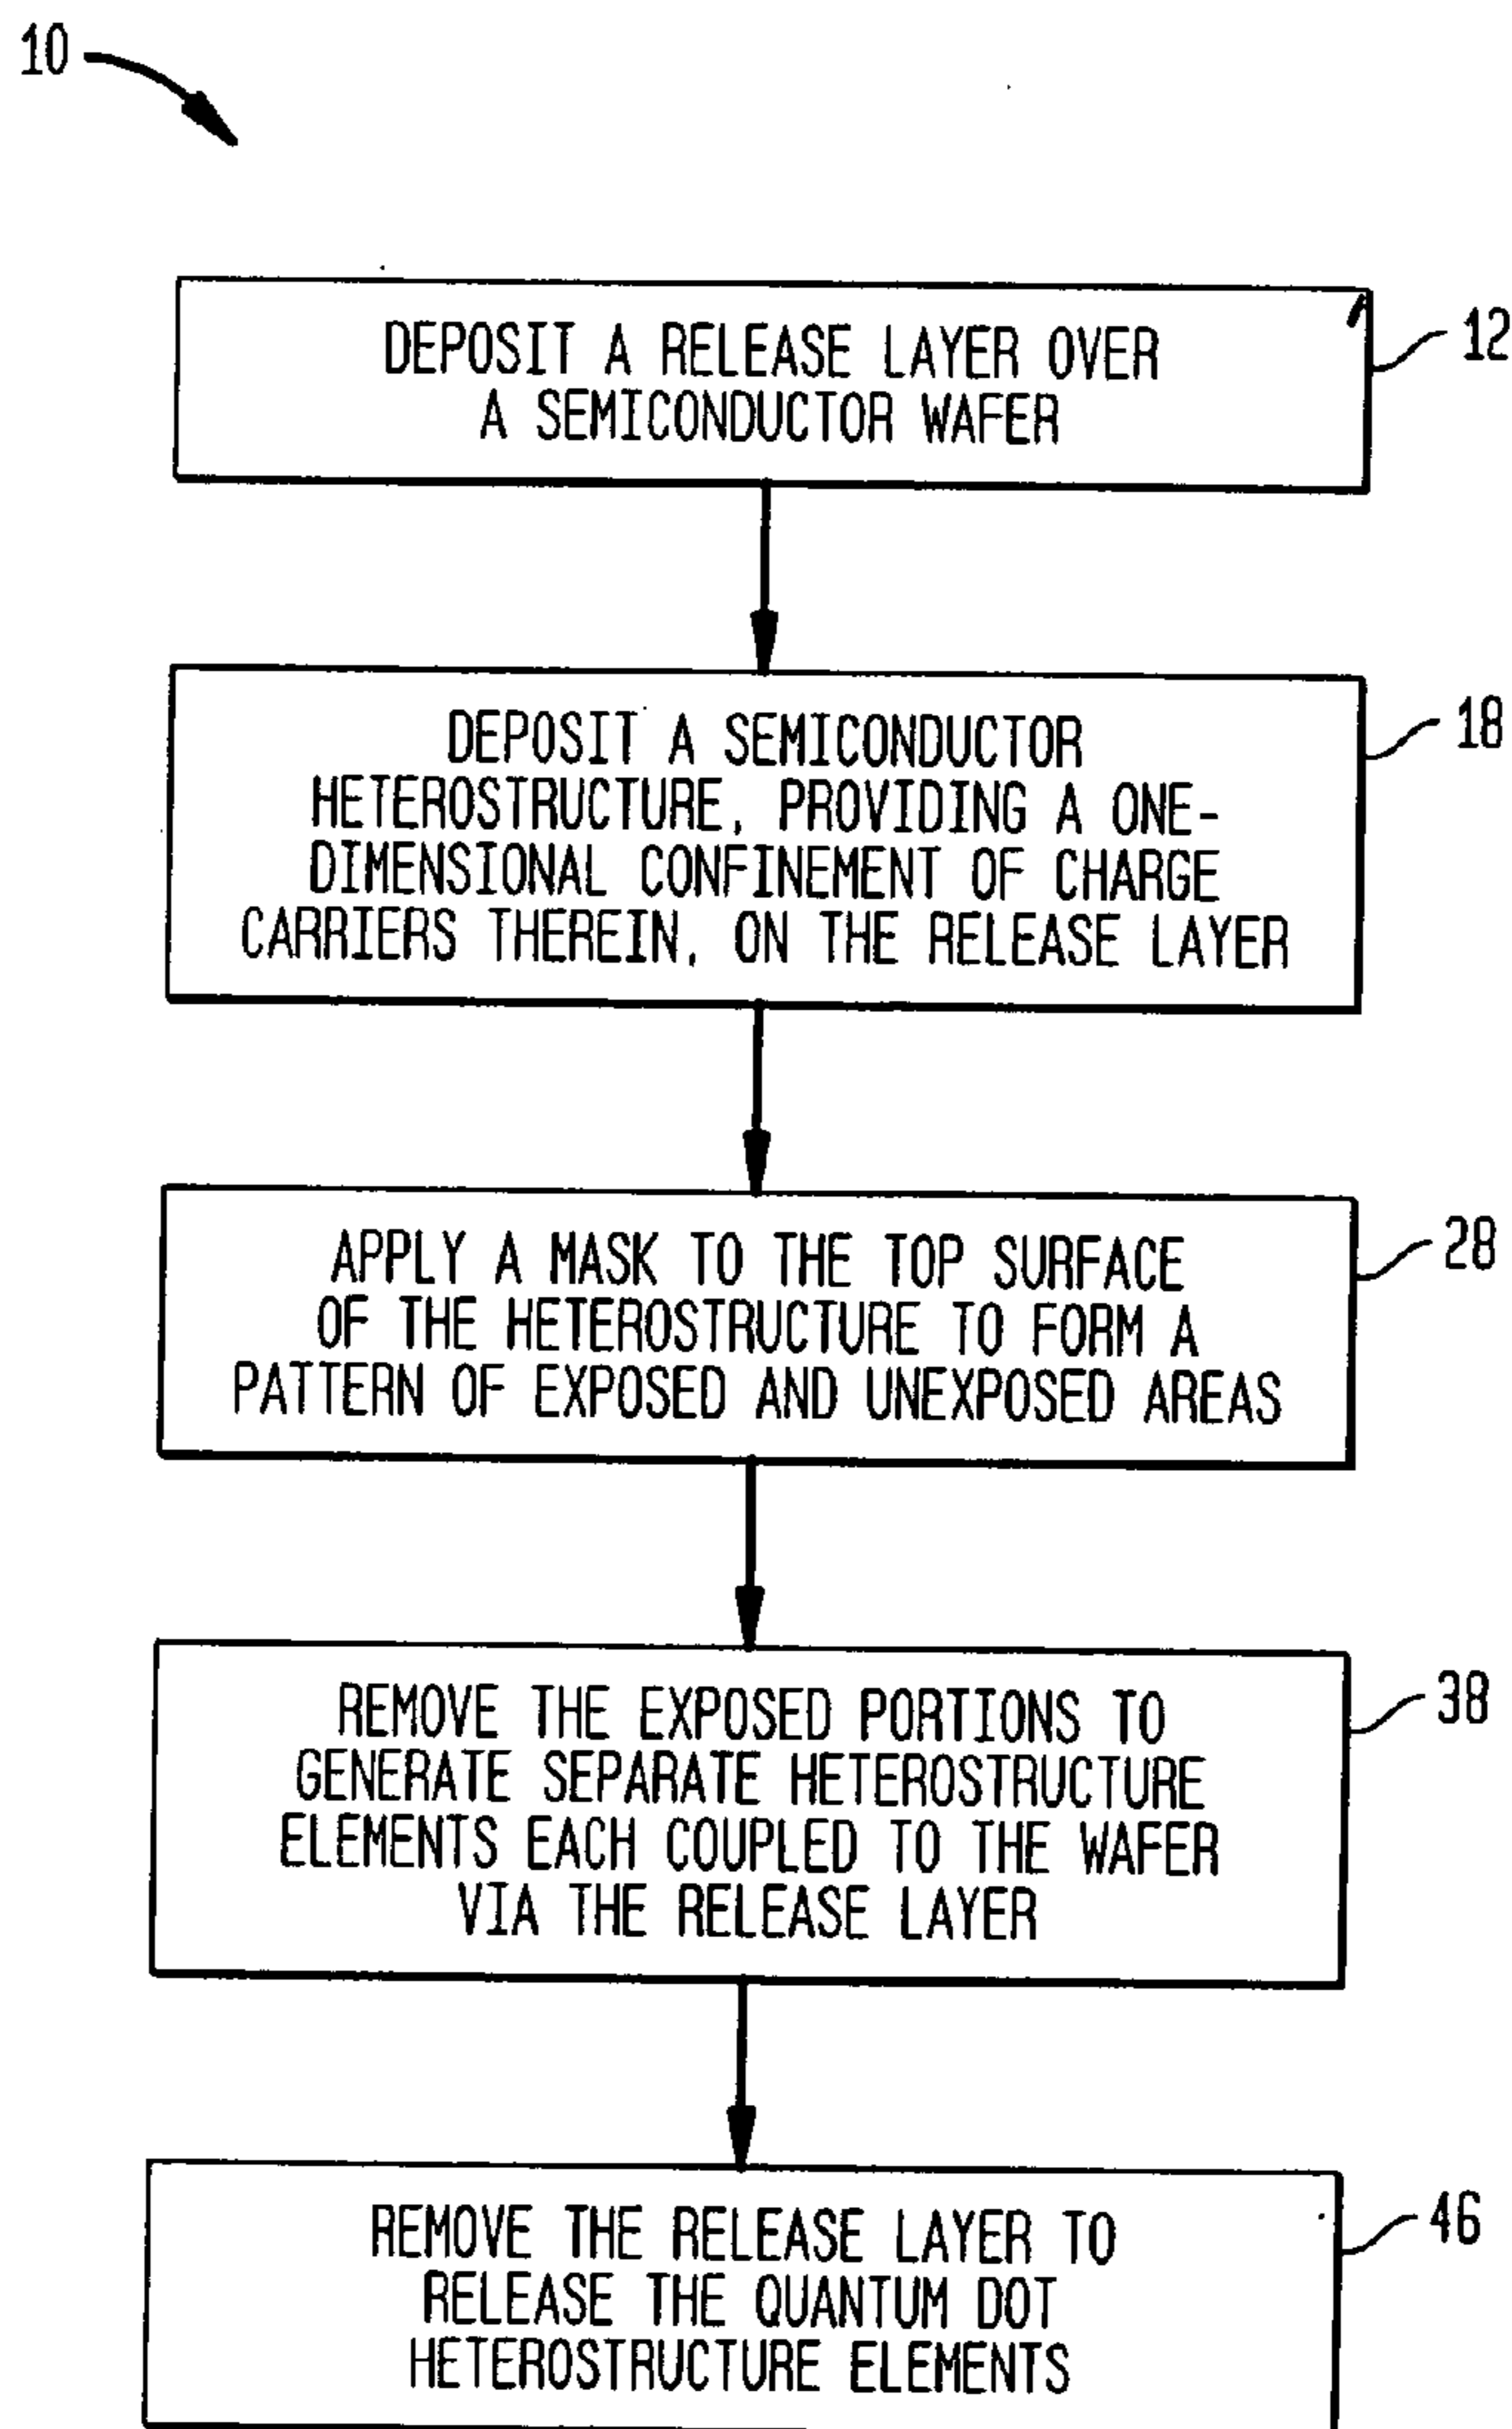 10
DEPOSIT A RELEASE LAYER OVER
A SEMICONDUCTOR WAFER
12
DEPOSIT A SEMICONDUCTOR
HETEROSTRUCTURE, PROVIDING A ONE-
DIMENSIONAL CONFINEMENT OF CHARGE
CARRIERS THEREIN, ON THE RELEASE LAYER
18
APPLY A MASK TO THE TOP SURFACE
OF THE HETEROSTRUCTURE TO FORM A
PATTERN OF EXPOSED AND UNEXPOSED AREAS
28
REMOVE THE EXPOSED PORTIONS TO
GENERATE SEPARATE HETEROSTRUCTURE
ELEMENTS EACH COUPLED TO THE WAFER
VIA THE RELEASE LAYER
38
REMOVE THE RELEASE LAYER TO
RELEASE THE QUANTUM DOT
HETEROSTRUCTURE ELEMENTS
46